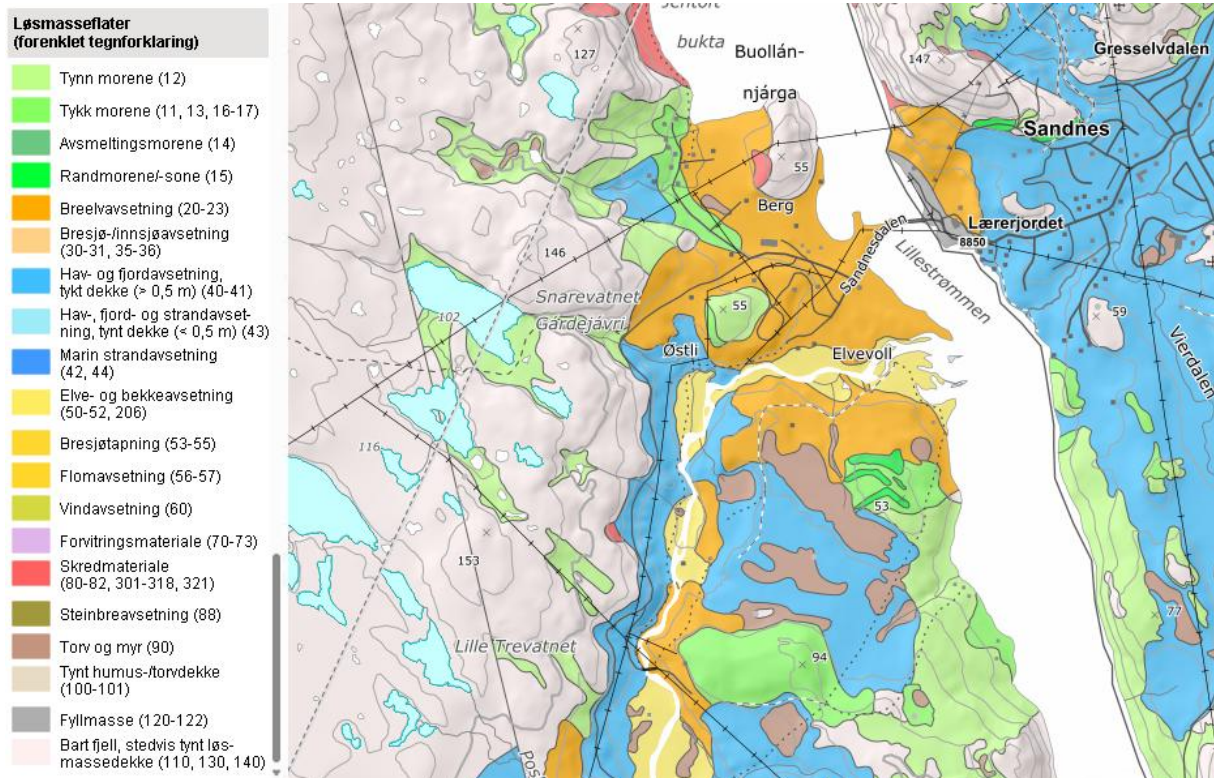 Løsmasseflater
(forenklet tegnforklaring)
Tynn morene (12)
Tykk morene (11, 13, 16-17)
Avsmeltingsmorene (14)
Randmorene/-sone (15)
Breelvavsetning (20-23)
Bresjø-/innsjøavsetning
(30-31, 35-36)
Hav- og fjordavsetning,
tykt dekke (> 0,5 m) (40-41)
Hav-, fjord- og strandavset-
ning, tynt dekke (< 0,5 m) (43)
Marin strandavsetning
(42, 44)
Elve- og bekkeavsetning
(50-52, 206)
Bresjøtapning (53-55)
Flomavsetning (56-57)
Vindavsetning (60)
Forvitringsmateriale (70-73)
Skredmateriale
(80-82, 301-318, 321)
Steinbreavsetning (88)
Torv og myr (90)
Tynt humus-/torvdekke
(100-101)
Fyllmasse (120-122)
Bart fjell, stedvis tynt løs-
massedekke (110, 130, 140)
bukta
127
Buollán-
njárga
147
Gresselvdalen
Sandnes
55
Berg
Lærerjordet
8850
146
Sandnesdalen
Lillestrømmen
Snarevatnet
Gárdejávri
102
55
59
Østli
Elvevoll
Vierdalen
116
53
153
77
Lille Trevatnet
94